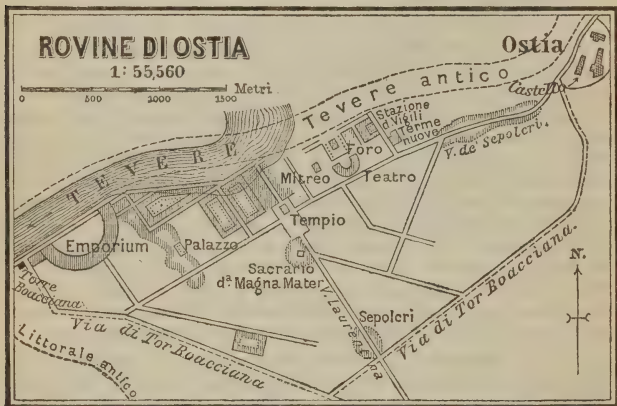 ROVINE DI OSTIA
1:55,560
Metri
0 500 1000 1500
Ostia
Castello
Tevere antico
Stazione
d. Vigili
Terme
nuove
V. de Sepolcri.
Foro
TEVERE
Mitreo
Teatro
Tempio
Emporium
Palazzo
Sacrario
dª Magna Mater
Torre
Boacciana
V. Laurentina
Sepolcri
Via di Tor Boacciana.
N.
Via di Tor Boacciana
Littorale antico